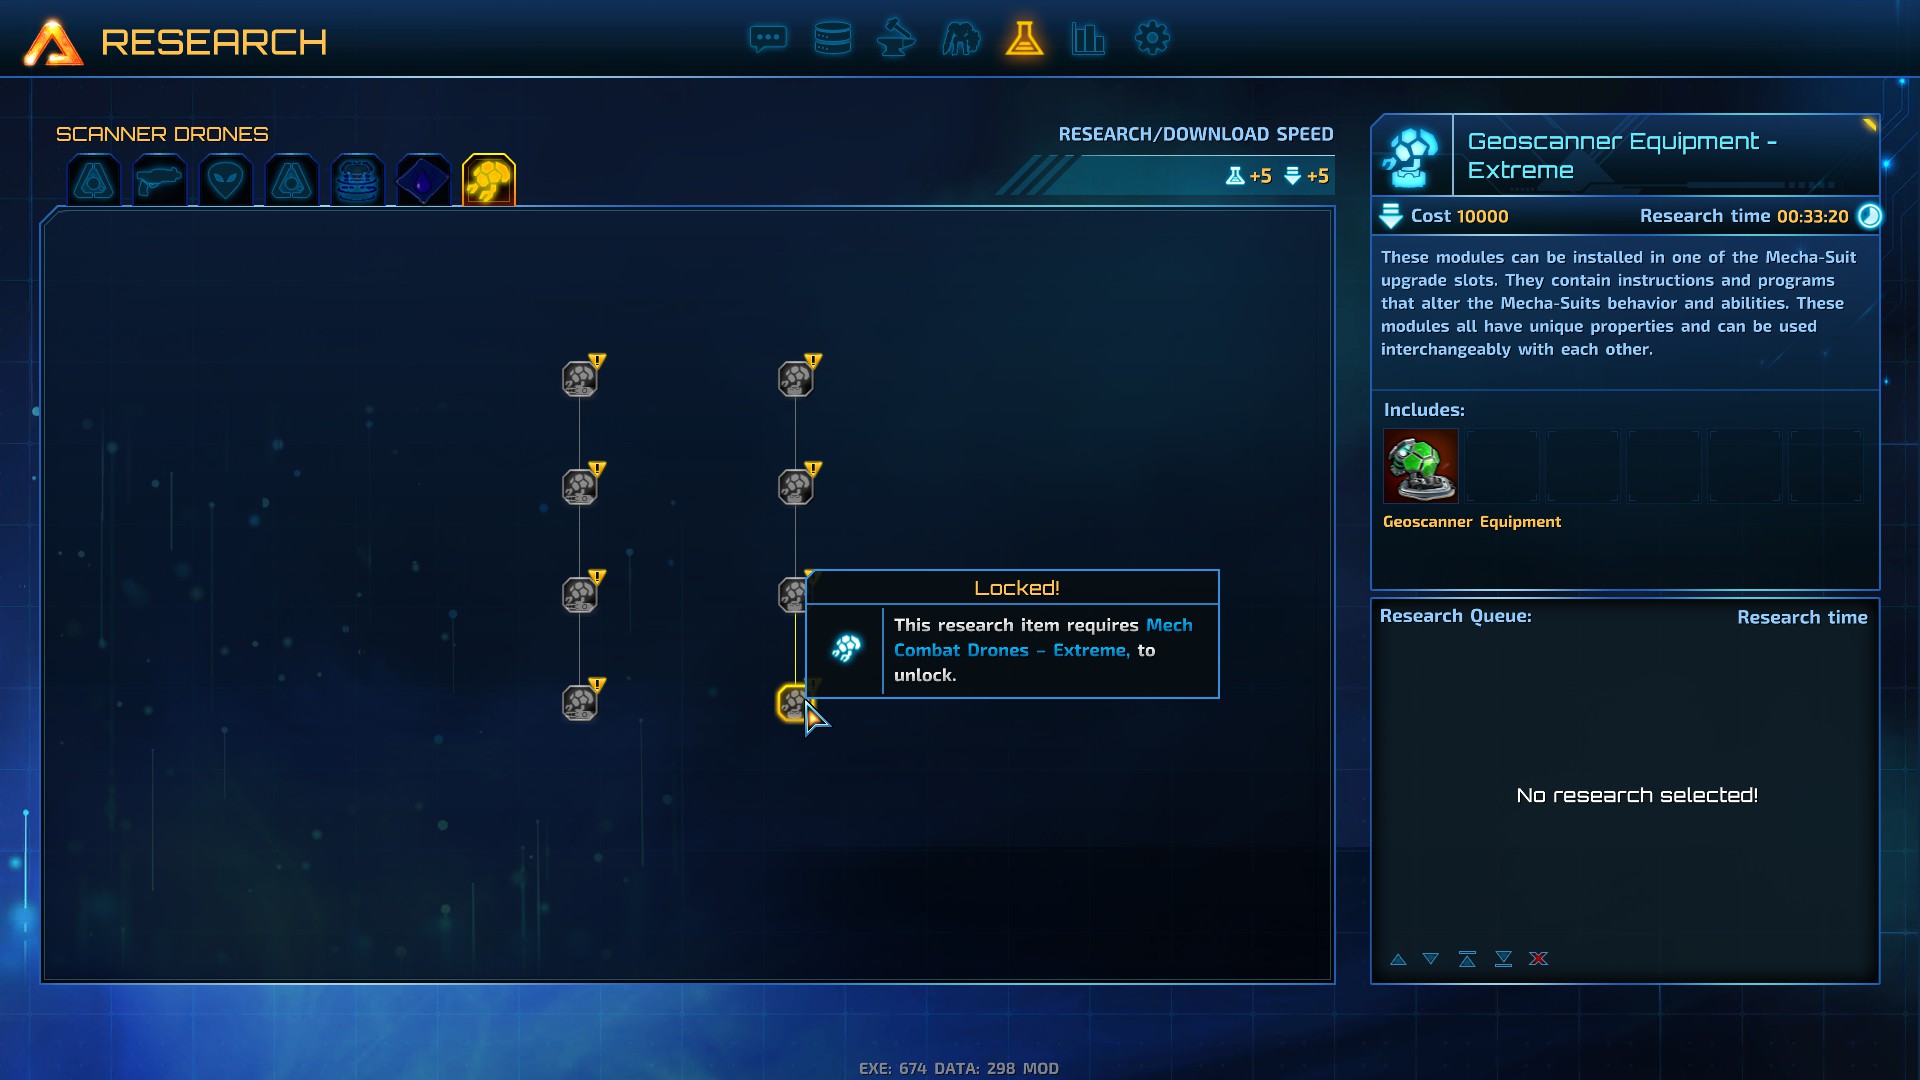 RESEARCH
SCANNER DRONES
RESEARCH/DOWNLOAD SPEED
+5 +5
Geoscanner Equipment -
Extreme
Cost 10000
Research time 00:33:20
These modules can be installed in one of the Mecha-Suit
upgrade slots. They contain instructions and programs
that alter the Mecha-Suits behavior and abilities. These
modules all have unique properties and can be used
interchangeably with each other.
Includes:
Geoscanner Equipment
Locked!
This research item requires Mech
Combat Drones – Extreme, to
unlock.
Research Queue:
Research time
No research selected!
EXE: 674 DATA: 298 MOD